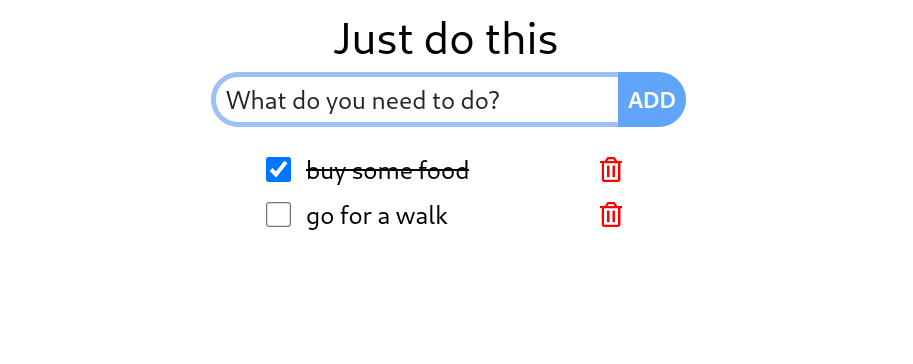 Just do this
What do you need to do?
ADD
buy some food
go for a walk